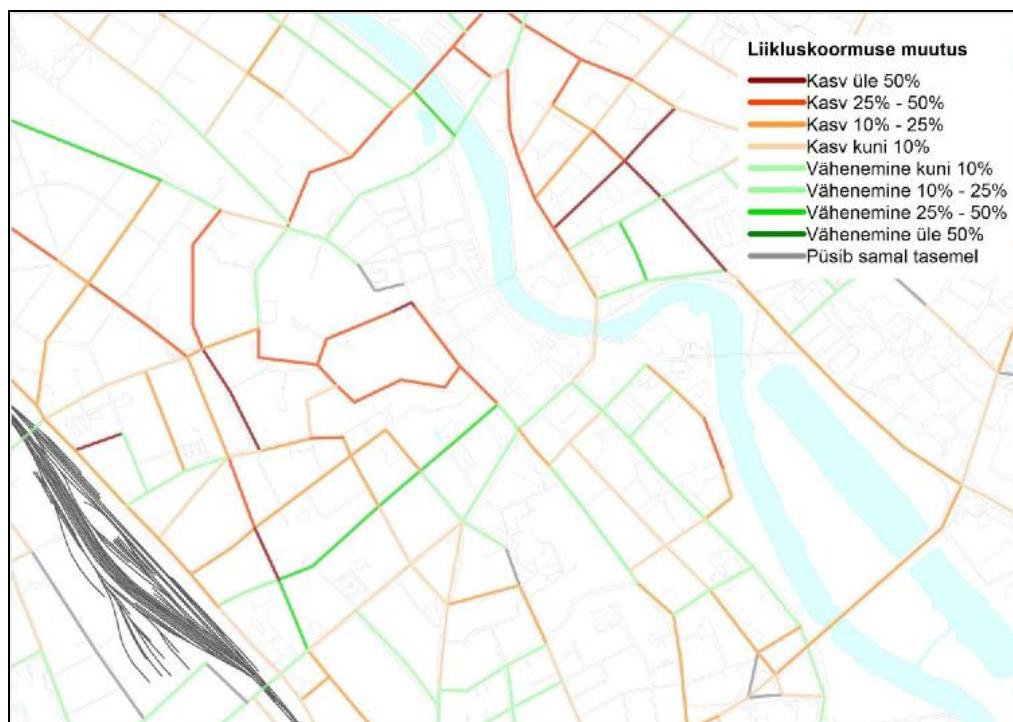 Liikluskoormuse muutus
Kasv üle 50%
Kasv 25% - 50%
Kasv 10% - 25%
Kasv kuni 10%
Vähenemine kuni 10%
Vähenemine 10% - 25%
Vähenemine 25% - 50%
Vähenemine üle 50%
Püsib samal tasemel